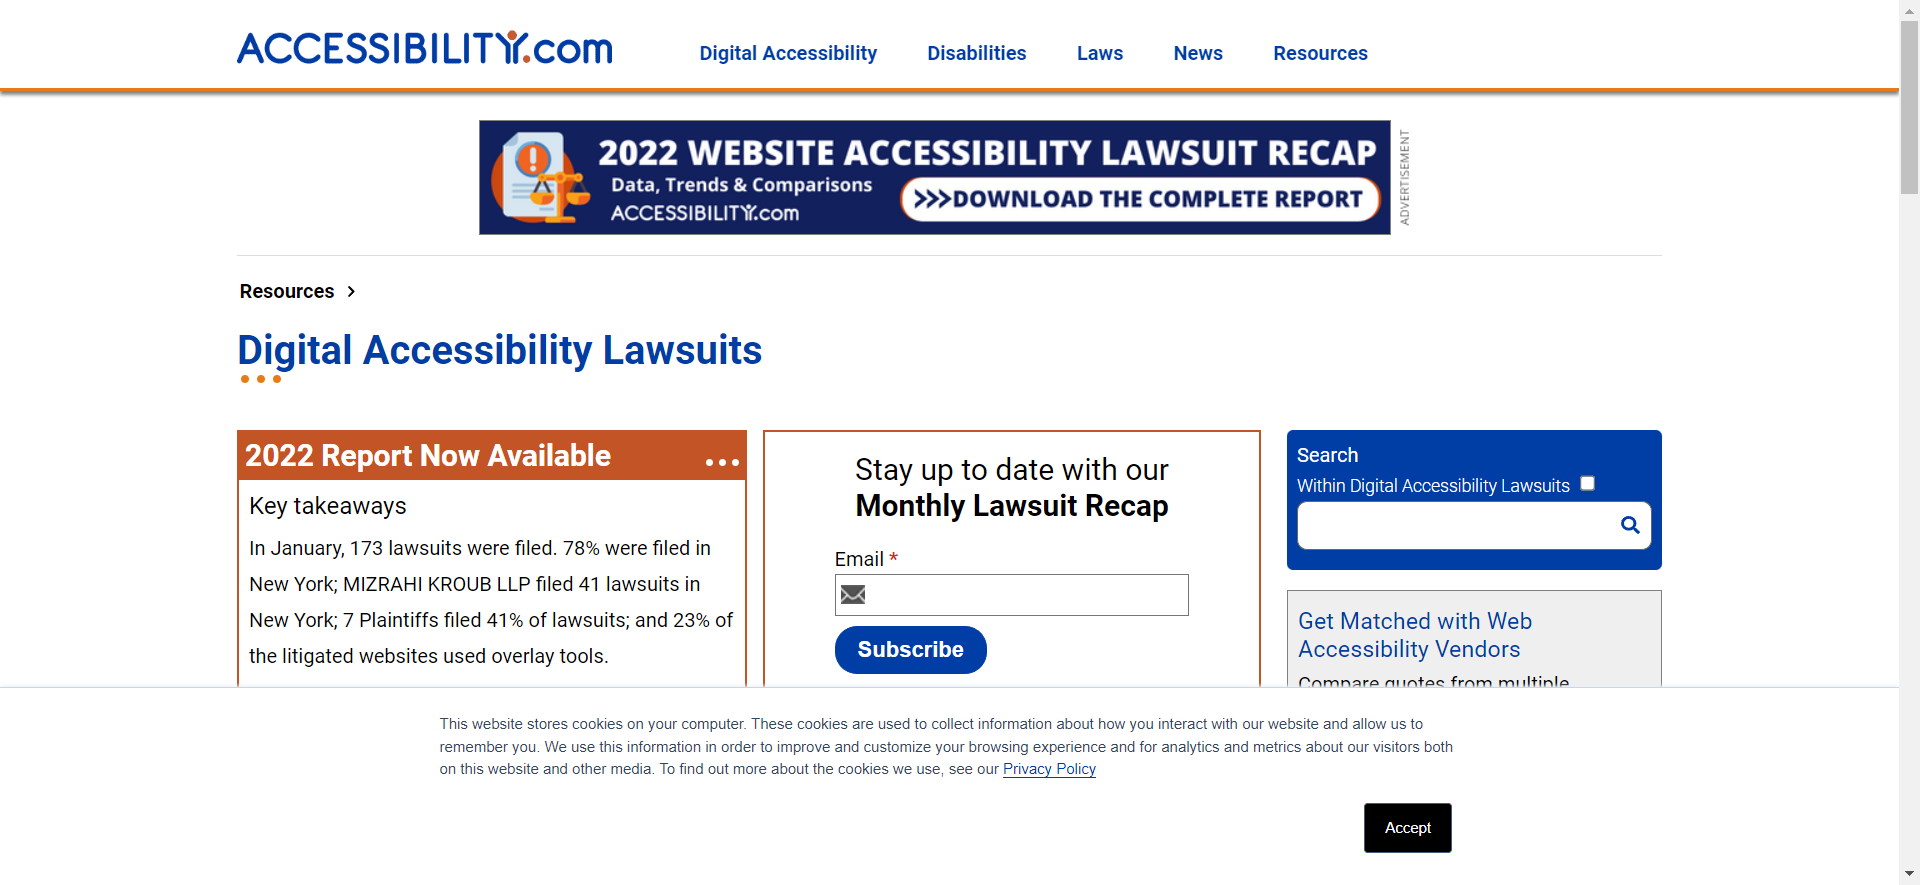 ACCESSIBILITY.com
Digital Accessibility
Disabilities
Laws
News
Resources
2022 WEBSITE ACCESSIBILITY LAWSUIT RECAP
Data, Trends & Comparisons
ACCESSIBILITY.com
>>>DOWNLOAD THE COMPLETE REPORT
ADVERTISEMENT
Resources >
Digital Accessibility Lawsuits
2022 Report Now Available
Key takeaways
In January, 173 lawsuits were filed. 78% were filed in
New York; MIZRAHI KROUB LLP filed 41 lawsuits in
New York; 7 Plaintiffs filed 41% of lawsuits; and 23% of
the litigated websites used overlay tools.
Stay up to date with our
Monthly Lawsuit Recap
Email *
Subscribe
Search
Within Digital Accessibility Lawsuits
Get Matched with Web
Accessibility Vendors
Compare quotes from multiple
This website stores cookies on your computer. These cookies are used to collect information about how you interact with our website and allow us to
remember you. We use this information in order to improve and customize your browsing experience and for analytics and metrics about our visitors both
on this website and other media. To find out more about the cookies we use, see our Privacy Policy
Accept